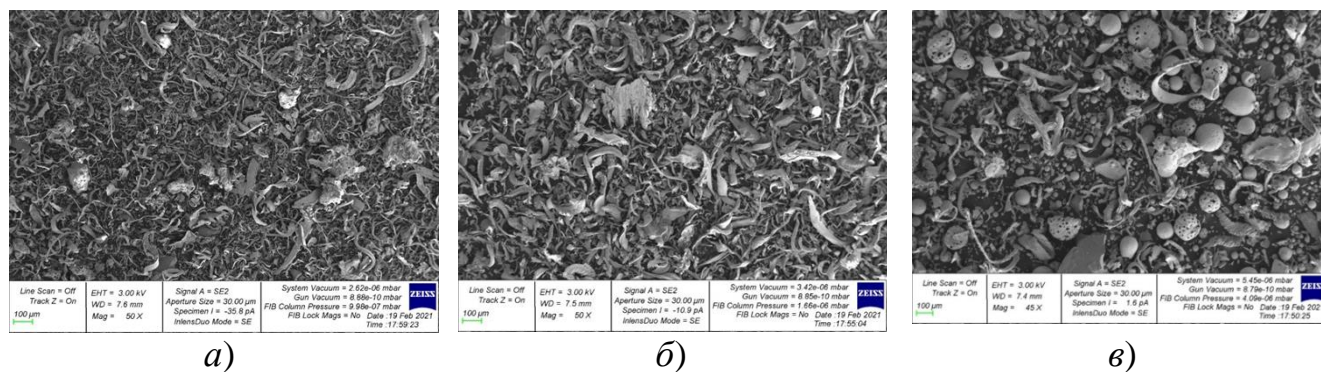 Line Scan = Off
Track Z = On
100 µm
EHT = 3.00 kV
WD = 7.6 mm
Mag = 50 X
Signal A = SE2
Aperture Size = 30.00 µm
Specimen I = -35.8 pA
InlensDuo Mode = SE
System Vacuum = 2.62e-06 mbar
Gun Vacuum = 8.88e-10 mbar
FIB Column Pressure = 9.98e-07 mbar
FIB Lock Mags = No Date :19 Feb 2021
Time :17:59:23
ZEISS
а)
Line Scan = Off
Track Z = On
100 µm
EHT = 3.00 kV
WD = 7.5 mm
Mag = 50 X
Signal A = SE2
Aperture Size = 30.00 µm
Specimen I = -10.9 pA
InlensDuo Mode = SE
System Vacuum = 3.42e-06 mbar
Gun Vacuum = 8.85e-10 mbar
FIB Column Pressure = 1.66e-06 mbar
FIB Lock Mags = No Date :19 Feb 2021
Time :17:55:04
ZEISS
б)
Line Scan = Off
Track Z = On
100 µm
EHT = 3.00 kV
WD = 7.4 mm
Mag = 45 X
Signal A = SE2
Aperture Size = 30.00 µm
Specimen I = 1.6 pA
InlensDuo Mode = SE
System Vacuum = 5.45e-06 mbar
Gun Vacuum = 8.79e-10 mbar
FIB Column Pressure = 4.09e-06 mbar
FIB Lock Mags = No Date :19 Feb 2021
Time :17:50:25
ZEISS
в)